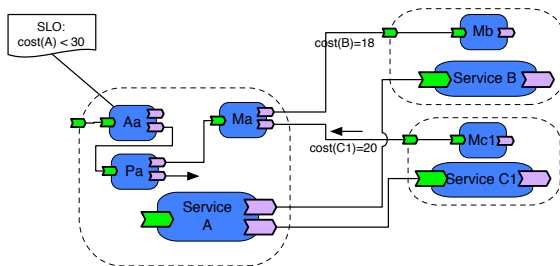 SLO:
cost(A) < 30
cost(B)=18
Mb
Service B
Aa
Ma
Mc1
cost(C1)=20
Pa
Service C1
Service
A